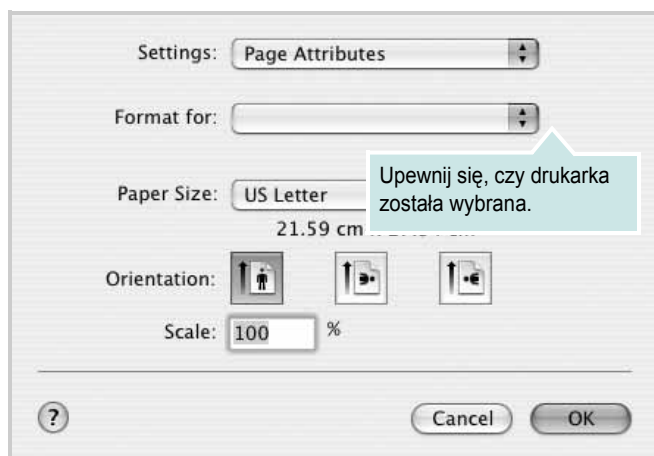 Settings: Page Attributes
Format for:
Upewnij się, czy drukarka
została wybrana.
Paper Size: US Letter
21.59 cm
Orientation:
Scale: 100 %
? Cancel OK